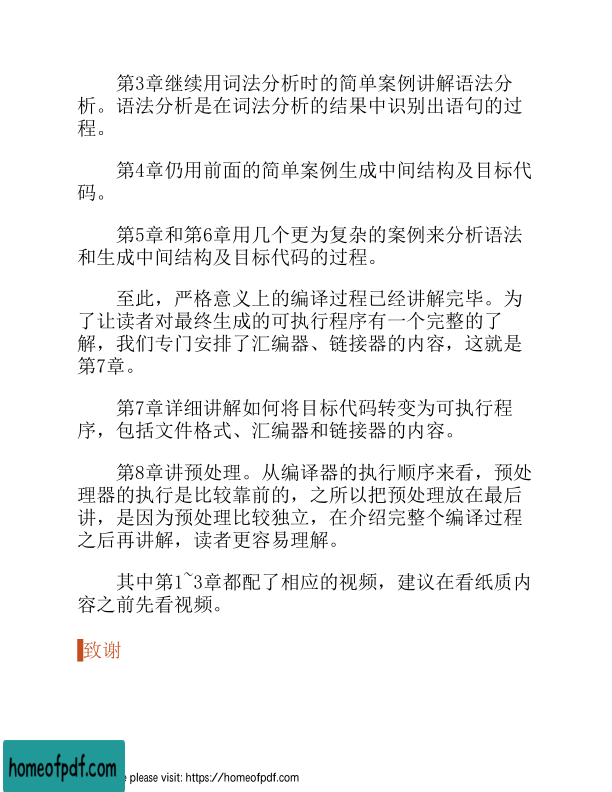 第3章继续用词法分析时的简单案例讲解语法分
析。语法分析是在词法分析的结果中识别出语句的过
程。
第4章仍用前面的简单案例生成中间结构及目标代
码。
第5章和第6章用几个更为复杂的案例来分析语法
和生成中间结构及目标代码的过程。
至此，严格意义上的编译过程已经讲解完毕。为
了让读者对最终生成的可执行程序有一个完整的了
解，我们专门安排了汇编器、链接器的内容，这就是
第7章。
第7章详细讲解如何将目标代码转变为可执行程
序，包括文件格式、汇编器和链接器的内容。
第8章讲预处理。从编译器的执行顺序来看，预处
理器的执行是比较靠前的，之所以把预处理放在最后
讲，是因为预处理比较独立，在介绍完整个编译过程
之后再讲解，读者更容易理解。
其中第1~3章都配了相应的视频，建议在看纸质内
容之前先看视频。
致谢
homeofpdf.com
please visit: https://homeofpdf.com